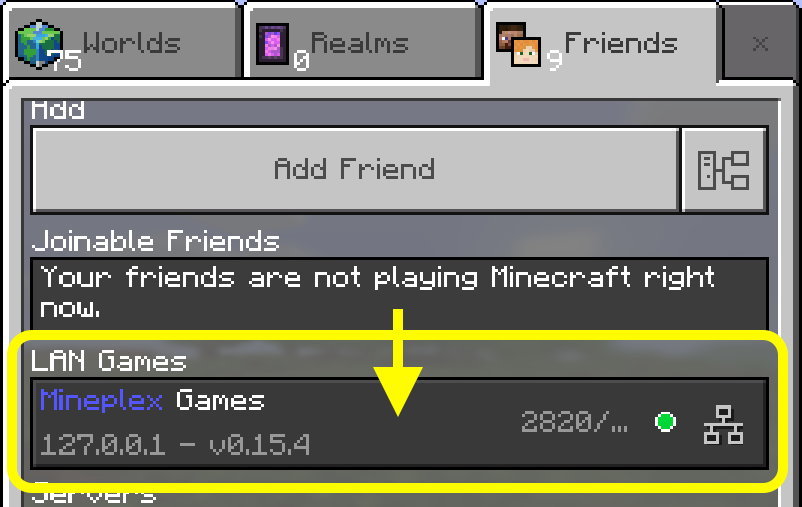 Worlds
75
Realms
0
Friends
9
Add
Add Friend
Joinable Friends
Your friends are not playing Minecraft right
now.
LAN Games
Mineplex Games
2820/...
127.0.0.1 - v0.15.4
Servers